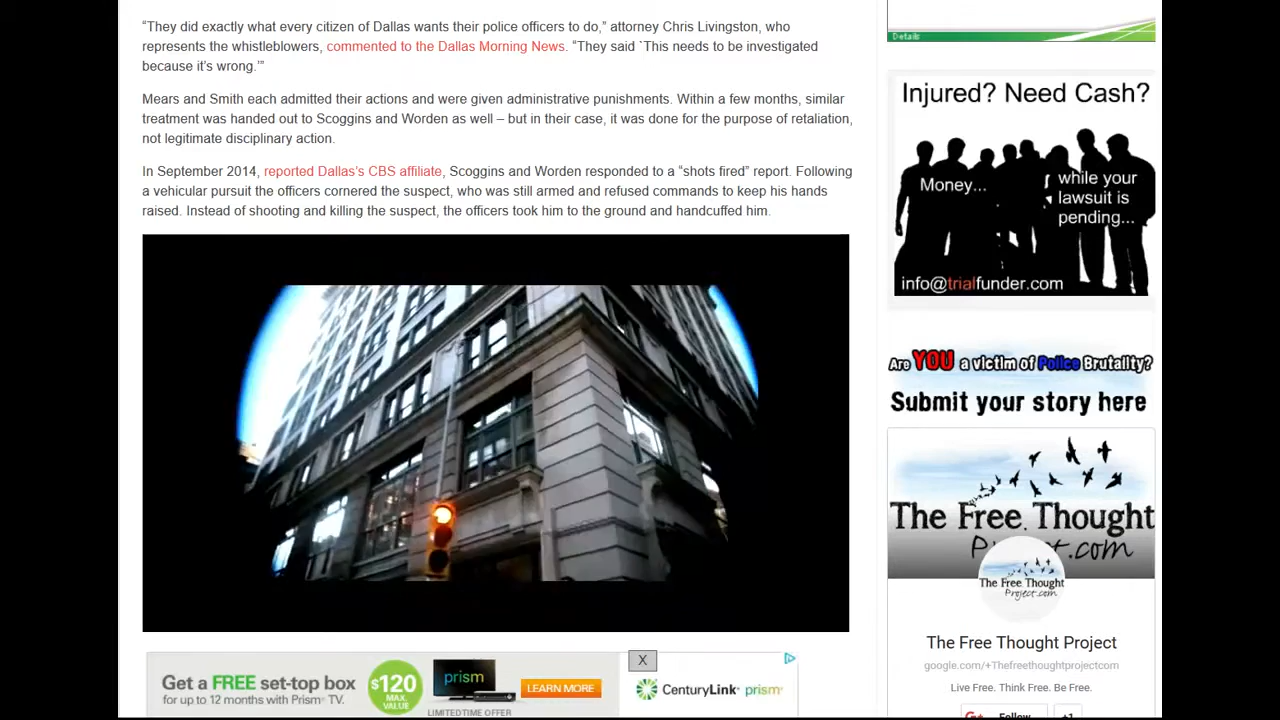 “They did exactly what every citizen of Dallas wants their police officers to do,” attorney Chris Livingston, who
represents the whistleblowers, commented to the Dallas Morning News. “They said `This needs to be investigated
because it’s wrong.’”
Mears and Smith each admitted their actions and were given administrative punishments. Within a few months, similar
treatment was handed out to Scoggins and Worden as well – but in their case, it was done for the purpose of retaliation,
not legitimate disciplinary action.
In September 2014, reported Dallas’s CBS affiliate, Scoggins and Worden responded to a “shots fired” report. Following
a vehicular pursuit the officers cornered the suspect, who was still armed and refused commands to keep his hands
raised. Instead of shooting and killing the suspect, the officers took him to the ground and handcuffed him.
X
Get a FREE set-top box
for up to 12 months with Prism™ TV.
$120
MAX.
VALUE
prism
LIMITED TIME OFFER
LEARN MORE
CenturyLink® prism™
Details
Injured? Need Cash?
Money...
while your
lawsuit is
pending...
info@trialfunder.com
Are YOU a victim of Police Brutality?
Submit your story here
The Free Thought
Project.com
The Free Thought
Project.com
The Free Thought Project
google.com/+Thefreethoughtprojectcom
Live Free. Think Free. Be Free.
G+ Follow
+1